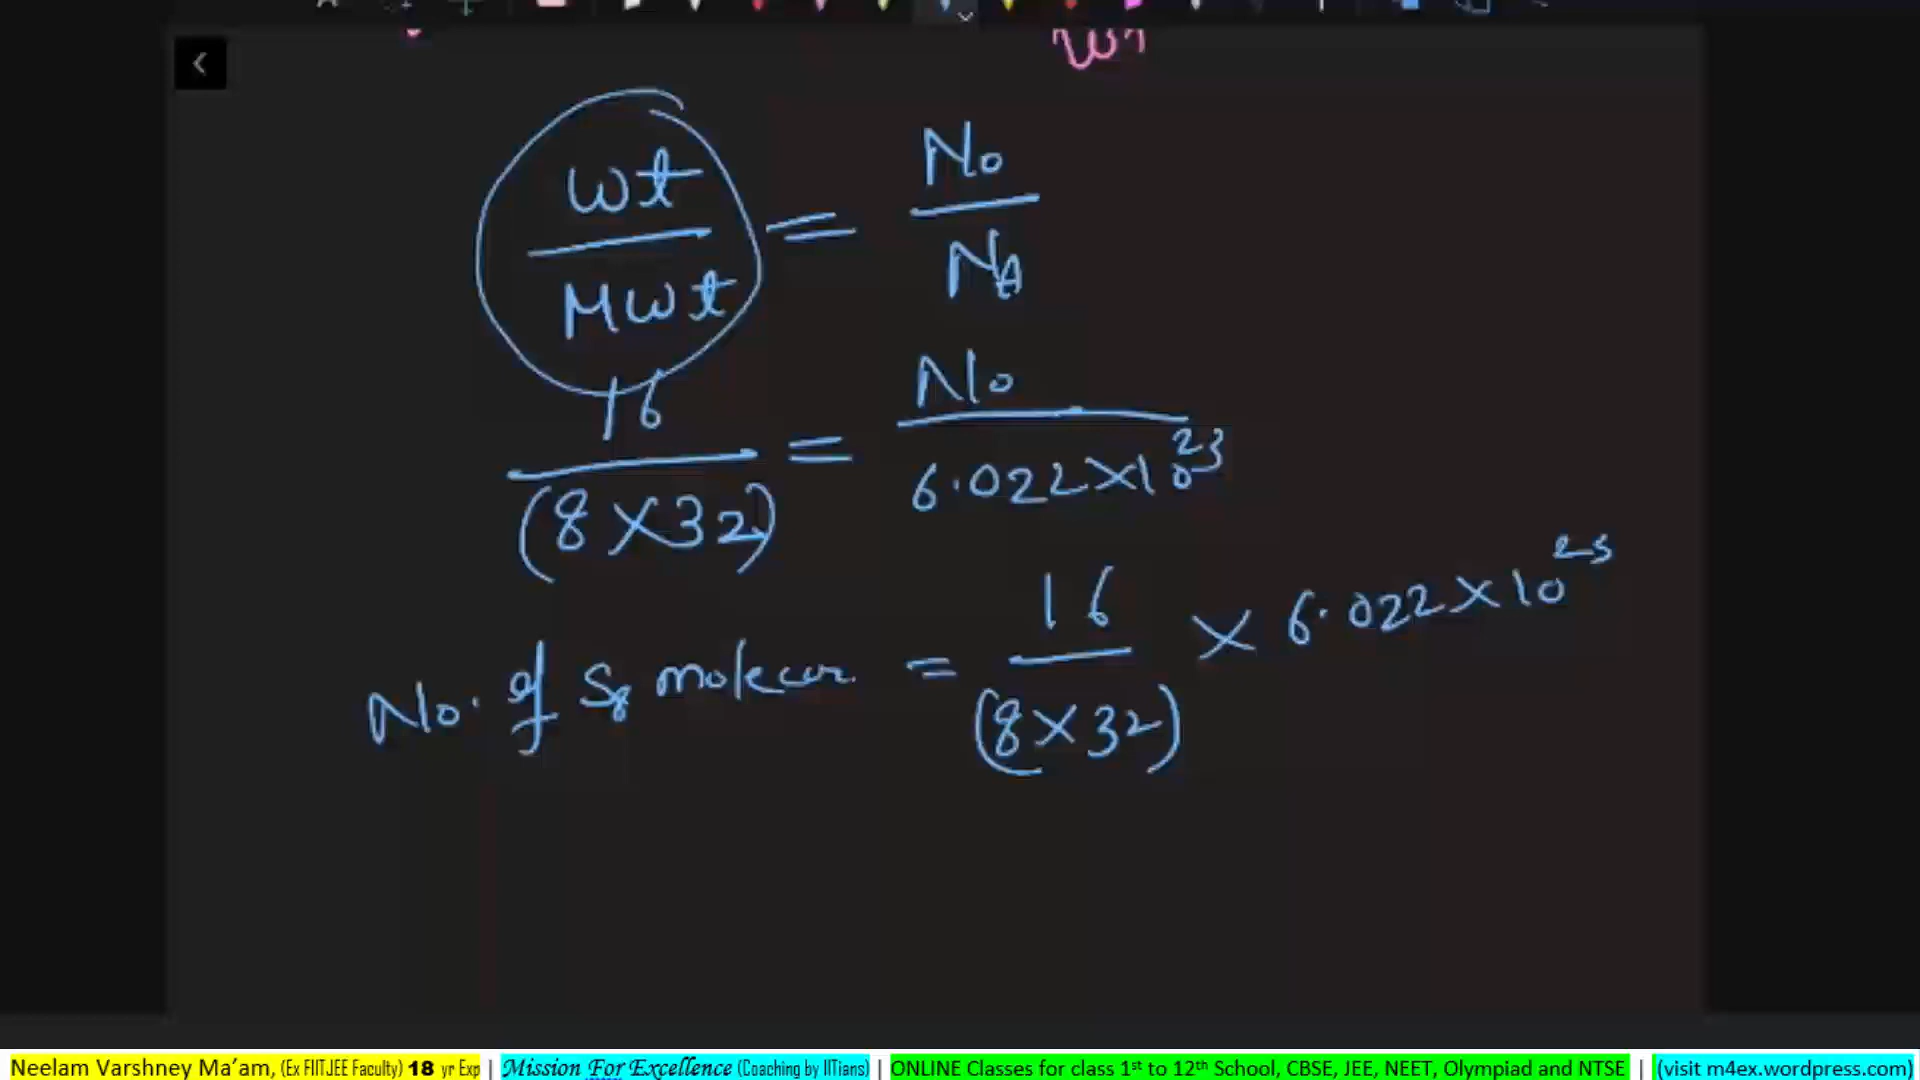 Wt / Mwt = No / NA
16 / (8 X 32) = No / 6.022 X 10^23
No. of S8 molecur. = 16 / (8 X 32) X 6.022 X 10^23
Neelam Varshney Ma’am, (Ex FIITJEE Faculty) 18 yr Exp | Mission For Excellence (Coaching by IITians) | ONLINE Classes for class 1st to 12th School, CBSE, JEE, NEET, Olympiad and NTSE | (visit m4ex.wordpress.com)